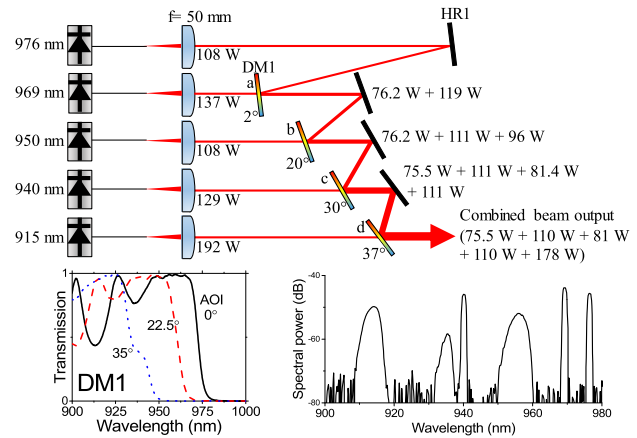 f= 50 mm
HR1
976 nm
108 W
DM1
969 nm
a
137 W
2°
76.2 W + 119 W
950 nm
b
108 W
20°
76.2 W + 111 W + 96 W
940 nm
c
129 W
30°
75.5 W + 111 W + 81.4 W
+ 111 W
915 nm
d
192 W
37°
Combined beam output
(75.5 W + 110 W + 81 W
+ 110 W + 178 W)
1
Transmission
0
AOI
0°
22.5°
35°
DM1
900 925 950 975 1000
Wavelength (nm)
-40
-60
-80
Spectral power (dB)
900 920 940 960 980
Wavelength (nm)